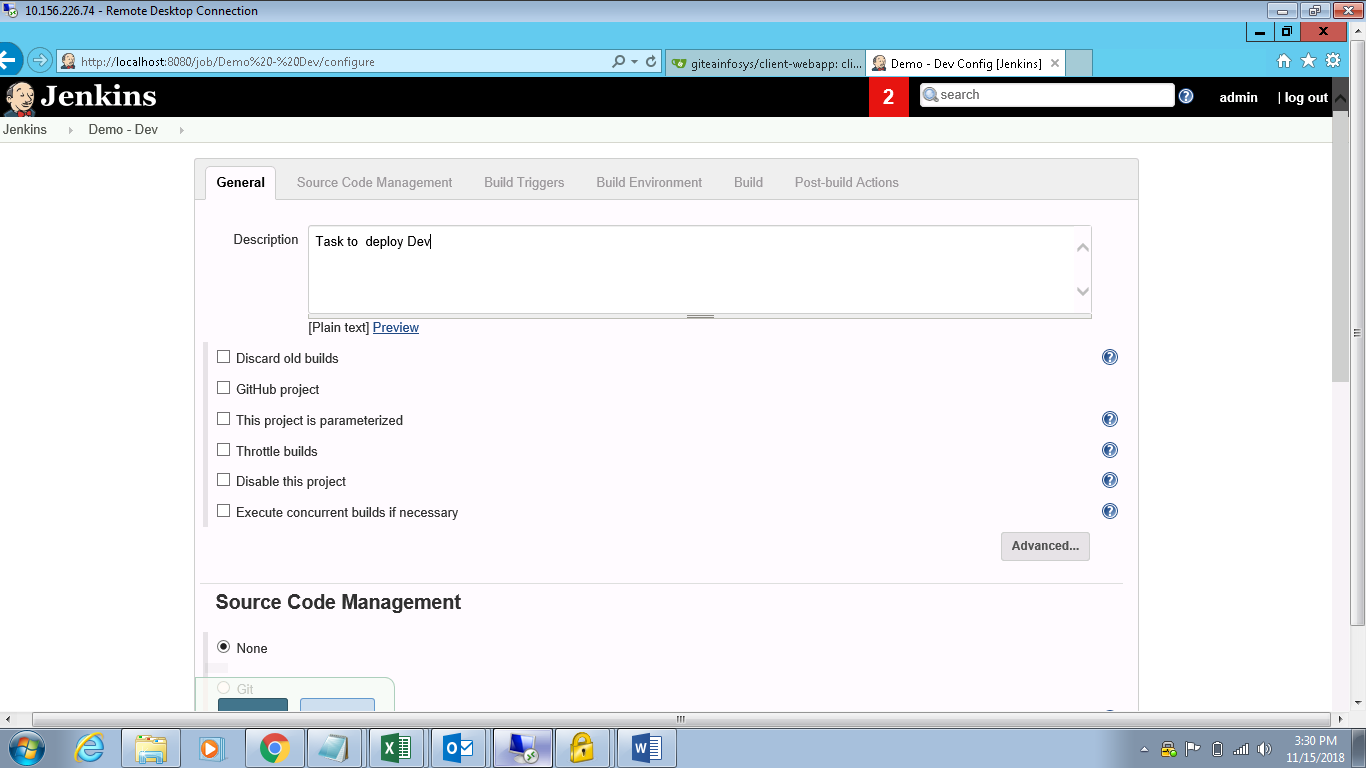 10.156.226.74 - Remote Desktop Connection
http://localhost:8080/job/Demo%20-%20Dev/configure
giteainfosys/client-webapp: cli...
Demo - Dev Config [Jenkins]
Jenkins
2
search
admin
| log out
Jenkins
Demo - Dev
General
Source Code Management
Build Triggers
Build Environment
Build
Post-build Actions
Description
Task to  deploy Dev
[Plain text] Preview
Discard old builds
GitHub project
This project is parameterized
Throttle builds
Disable this project
Execute concurrent builds if necessary
Advanced...
Source Code Management
None
Git
3:30 PM
11/15/2018